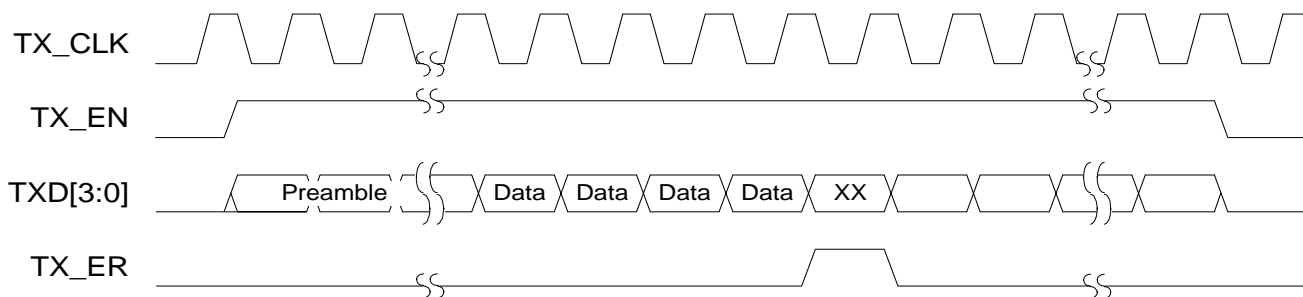 TX_CLK
TX_EN
TXD[3:0] Preamble Data Data Data Data XX
TX_ER